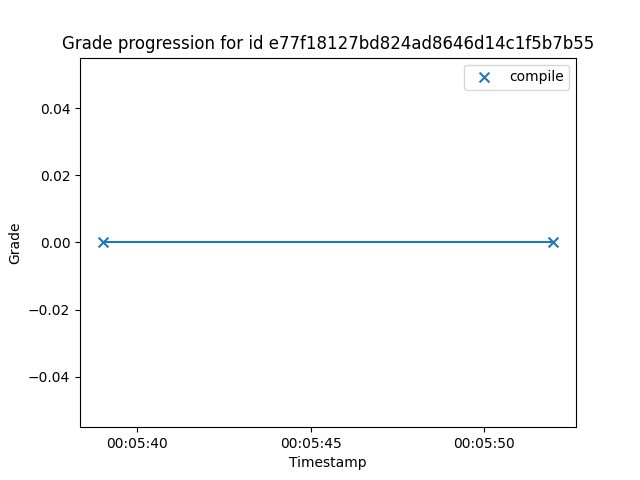 Grade progression for id e77f18127bd824ad8646d14c1f5b7b55
compile
0.04
0.02
0.00
−0.02
−0.04
Grade
00:05:40 00:05:45 00:05:50
Timestamp